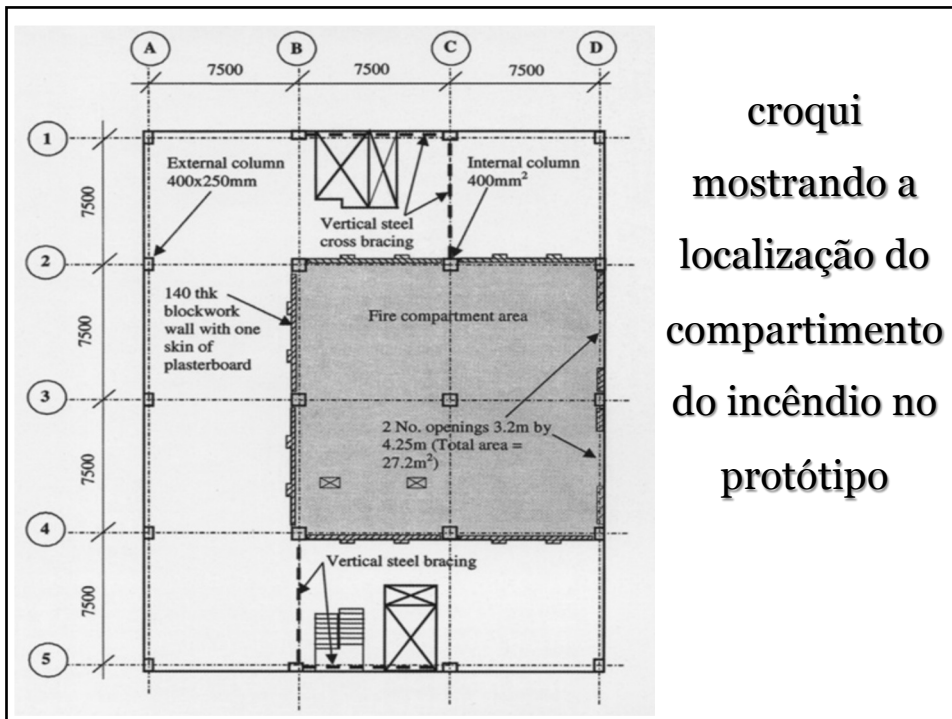 A
B
C
D
7500
7500
7500
1
2
3
4
5
7500
7500
7500
7500
External column
400x250mm
Internal column
400mm²
Vertical steel
cross bracing
140 thk
blockwork
wall with one
skin of
plasterboard
Fire compartment area
2 No. openings 3.2m by
4.25m (Total area =
27.2m²)
Vertical steel bracing
croqui
mostrando a
localização do
compartimento
do incêndio no
protótipo